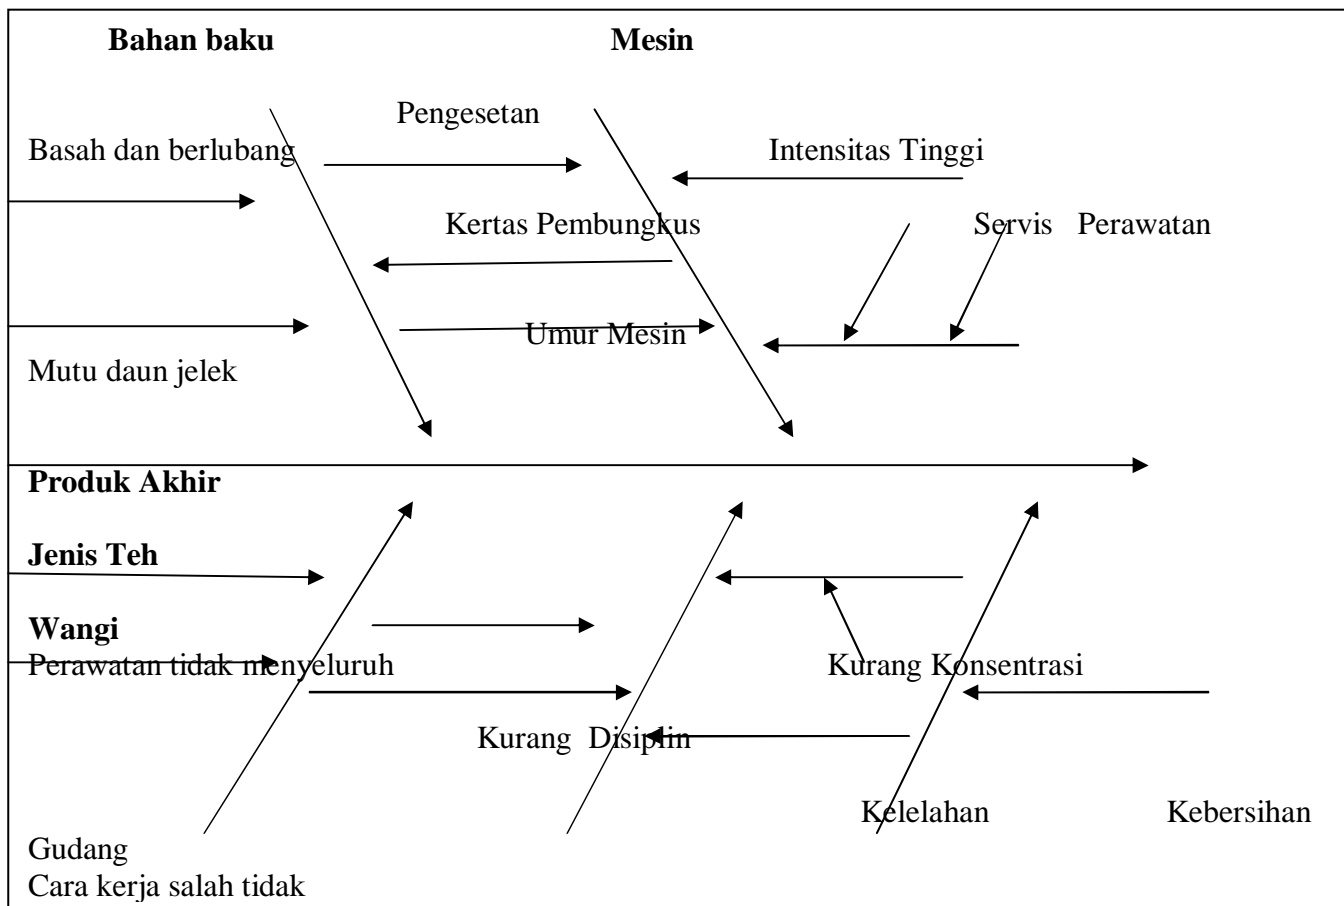 Bahan baku Mesin
Pengesetan
Basah dan berlubang Intensitas Tinggi
Kertas Pembungkus Servis Perawatan
Umur Mesin
Mutu daun jelek
Produk Akhir
Jenis Teh
Wangi
Perawatan tidak menyeluruh Kurang Konsentrasi
Kurang Disiplin
Kelelahan Kebersihan
Gudang
Cara kerja salah tidak